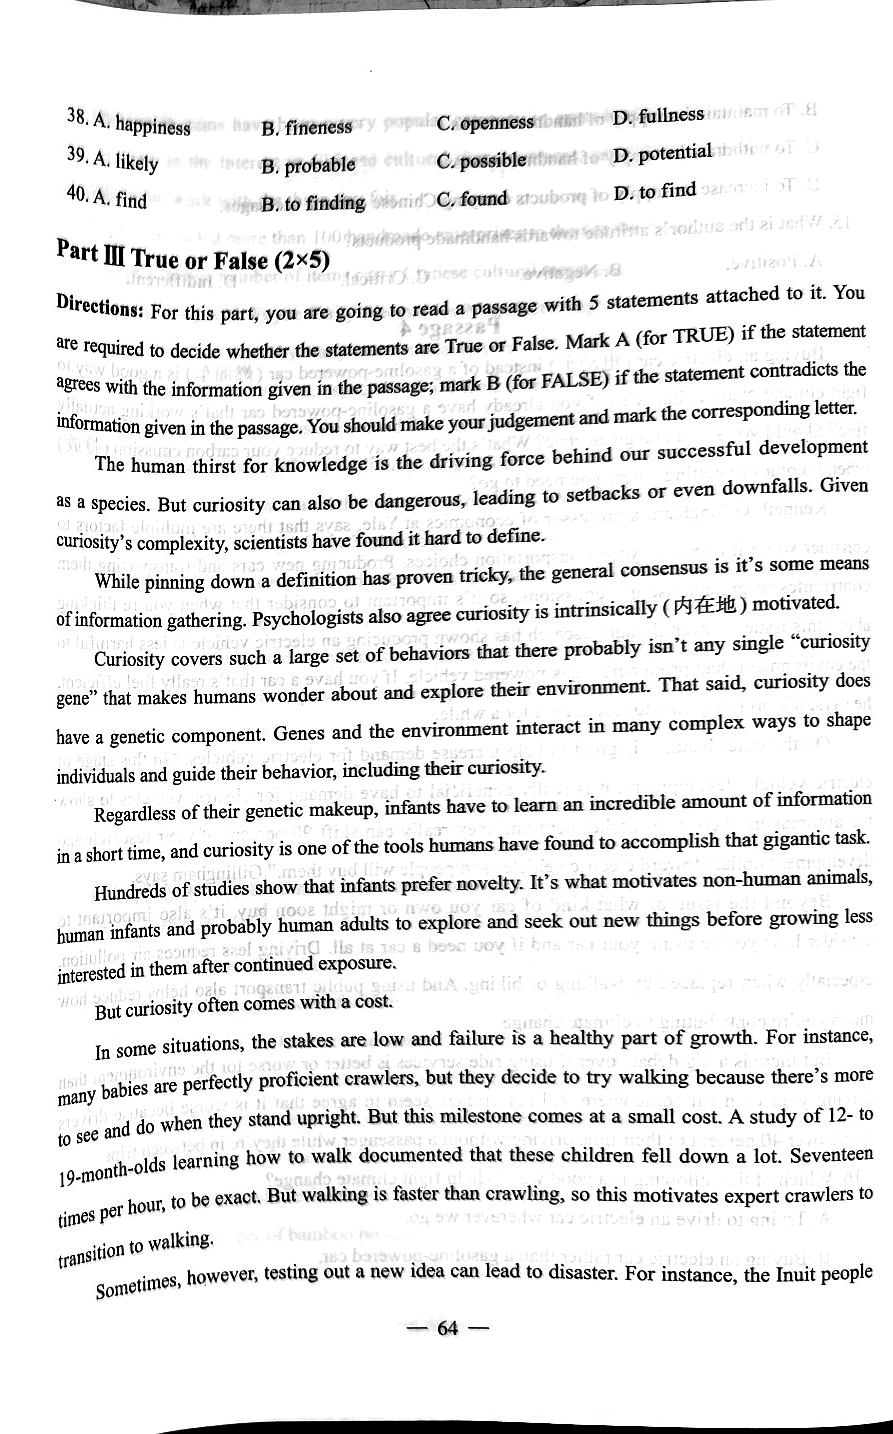 38. A. happiness B. fineness C. openness D. fullness
39. A. likely B. probable C. possible D. potential
40. A. find B. to finding C. found D. to find
Part III True or False (2×5)
Directions: For this part, you are going to read a passage with 5 statements attached to it. You
are required to decide whether the statements are True or False. Mark A (for TRUE) if the statement
agrees with the information given in the passage; mark B (for FALSE) if the statement contradicts the
information given in the passage. You should make your judgement and mark the corresponding letter.
The human thirst for knowledge is the driving force behind our successful development
as a species. But curiosity can also be dangerous, leading to setbacks or even downfalls. Given
curiosity's complexity, scientists have found it hard to define.
While pinning down a definition has proven tricky, the general consensus is it's some means
of information gathering. Psychologists also agree curiosity is intrinsically (内在地) motivated.
Curiosity covers such a large set of behaviors that there probably isn't any single "curiosity
gene" that makes humans wonder about and explore their environment. That said, curiosity does
have a genetic component. Genes and the environment interact in many complex ways to shape
individuals and guide their behavior, including their curiosity.
Regardless of their genetic makeup, infants have to learn an incredible amount of information
in a short time, and curiosity is one of the tools humans have found to accomplish that gigantic task.
Hundreds of studies show that infants prefer novelty. It's what motivates non-human animals,
human infants and probably human adults to explore and seek out new things before growing less
interested in them after continued exposure.
But curiosity often comes with a cost.
In some situations, the stakes are low and failure is a healthy part of growth. For instance,
many babies are perfectly proficient crawlers, but they decide to try walking because there's more
to see and do when they stand upright. But this milestone comes at a small cost. A study of 12- to
19-month-olds learning how to walk documented that these children fell down a lot. Seventeen
times per hour, to be exact. But walking is faster than crawling, so this motivates expert crawlers to
transition to walking.
Sometimes, however, testing out a new idea can lead to disaster. For instance, the Inuit people
— 64 —